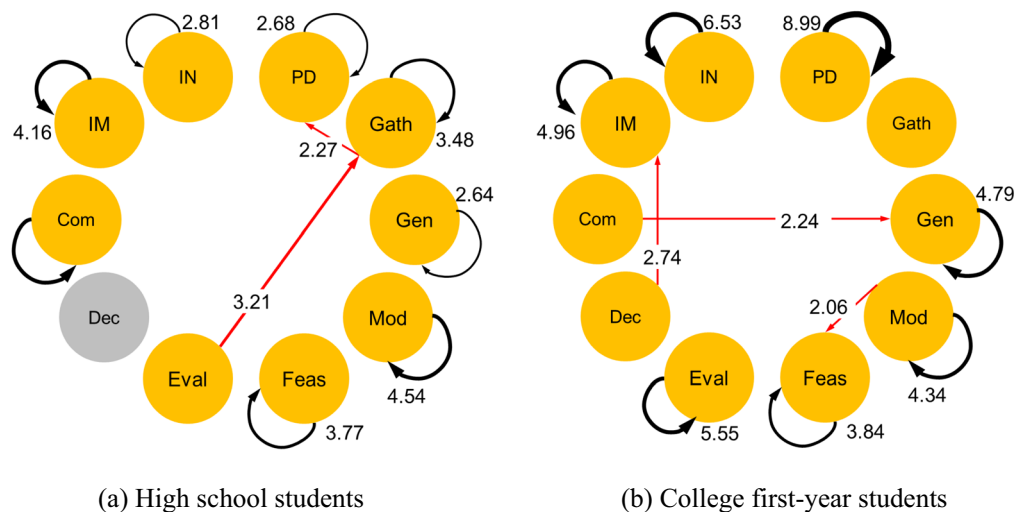 2.81
2.68
IN
PD
IM
4.16
Gath
2.27
3.48
Com
2.64
Gen
Dec
3.21
Mod
Eval
Feas
4.54
3.77
(a) High school students
6.53
8.99
IN
PD
IM
4.96
Gath
Com
4.79
2.24
Gen
2.74
Dec
2.06
Mod
Eval
Feas
4.34
5.55
3.84
(b) College first-year students